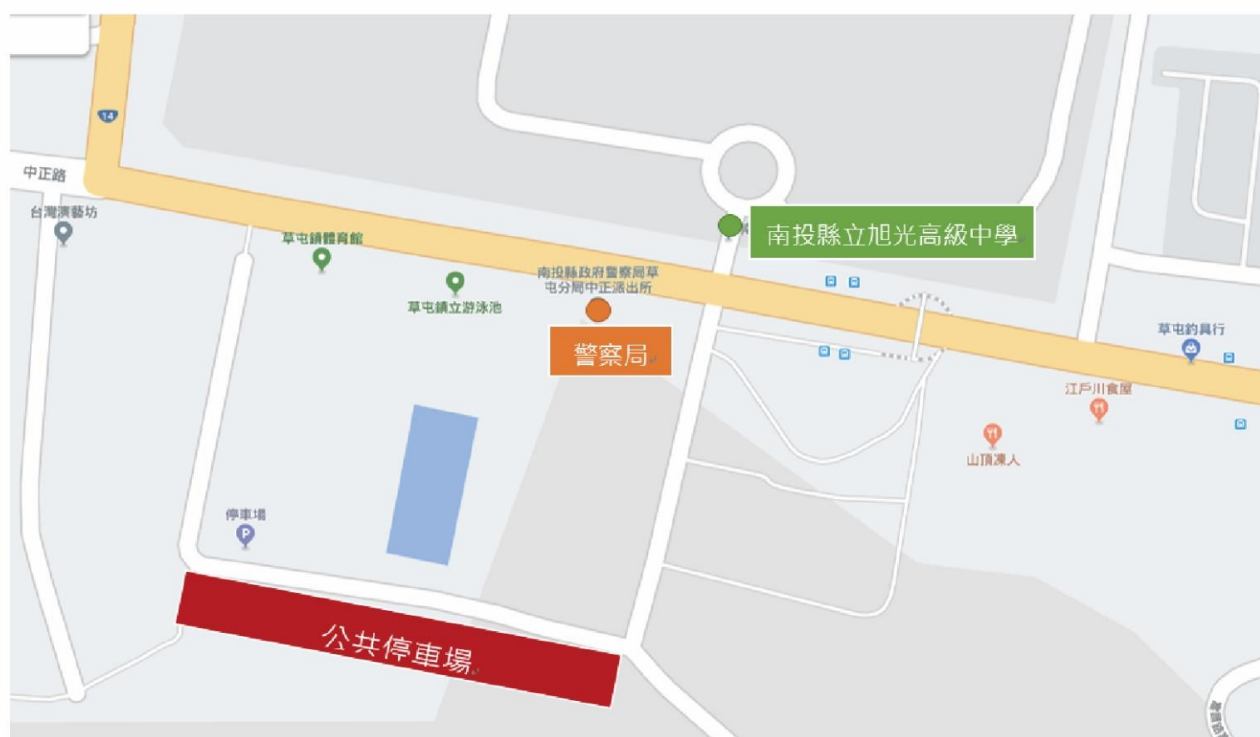 14
中正路
台灣演藝坊
草屯鎮體育館
草屯鎮立游泳池
南投縣政府警察局草
屯分局中正派出所
警察局
南投縣立旭光高級中學
草屯釣具行
江戶川食屋
山頂凍人
停車場
P
公共停車場